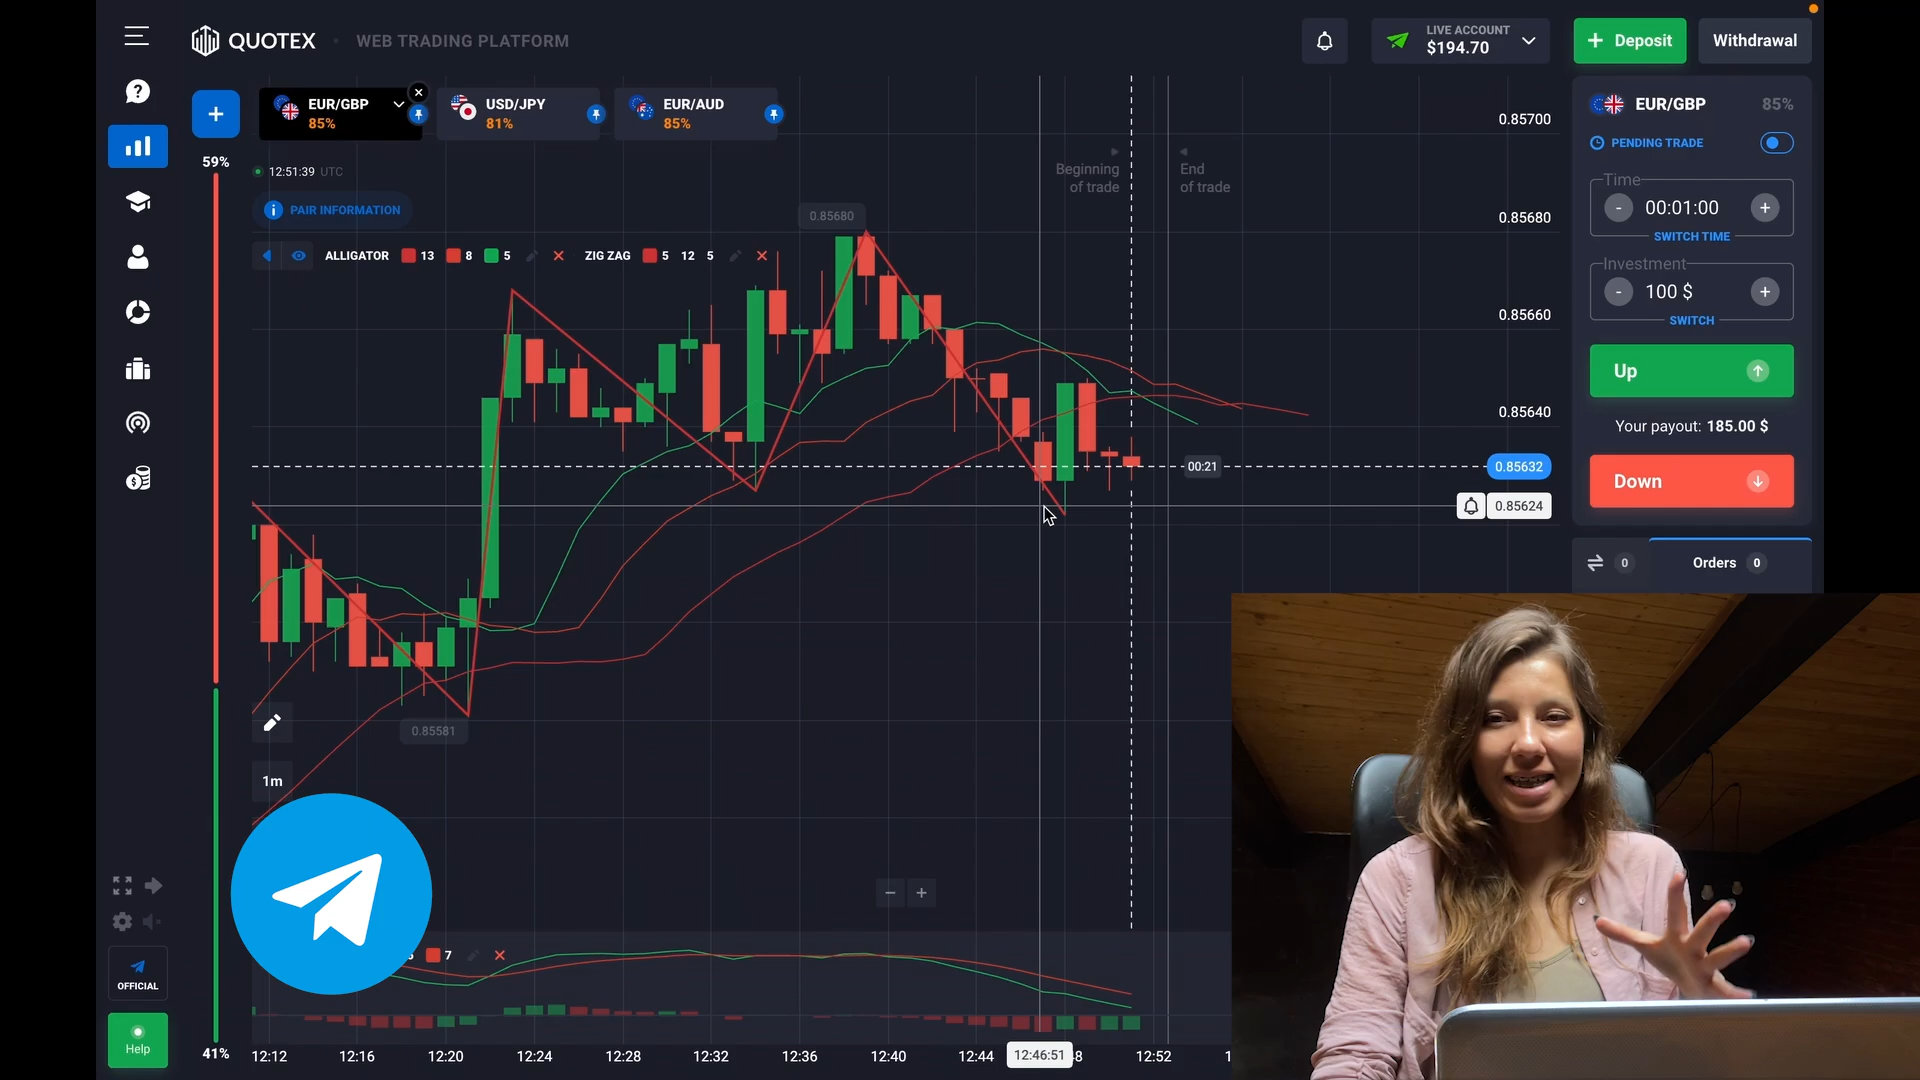 QUOTEX
WEB TRADING PLATFORM
LIVE ACCOUNT
$194.70
+ Deposit
Withdrawal
EUR/GBP
85%
USD/JPY
81%
EUR/AUD
85%
59%
12:51:39 UTC
PAIR INFORMATION
ALLIGATOR 13 8 5
ZIG ZAG 5 12 5
Beginning
of trade
End
of trade
0.85680
0.85581
0.85700
0.85680
0.85660
0.85640
00:21
0.85632
0.85624
EUR/GBP 85%
PENDING TRADE
Time
- 00:01:00 +
SWITCH TIME
Investment
- 100 $ +
SWITCH
Up
Your payout: 185.00 $
Down
0
Orders 0
1m
7
OFFICIAL
Help
41%
12:12 12:16 12:20 12:24 12:28 12:32 12:36 12:40 12:44 12:46:51 12:52